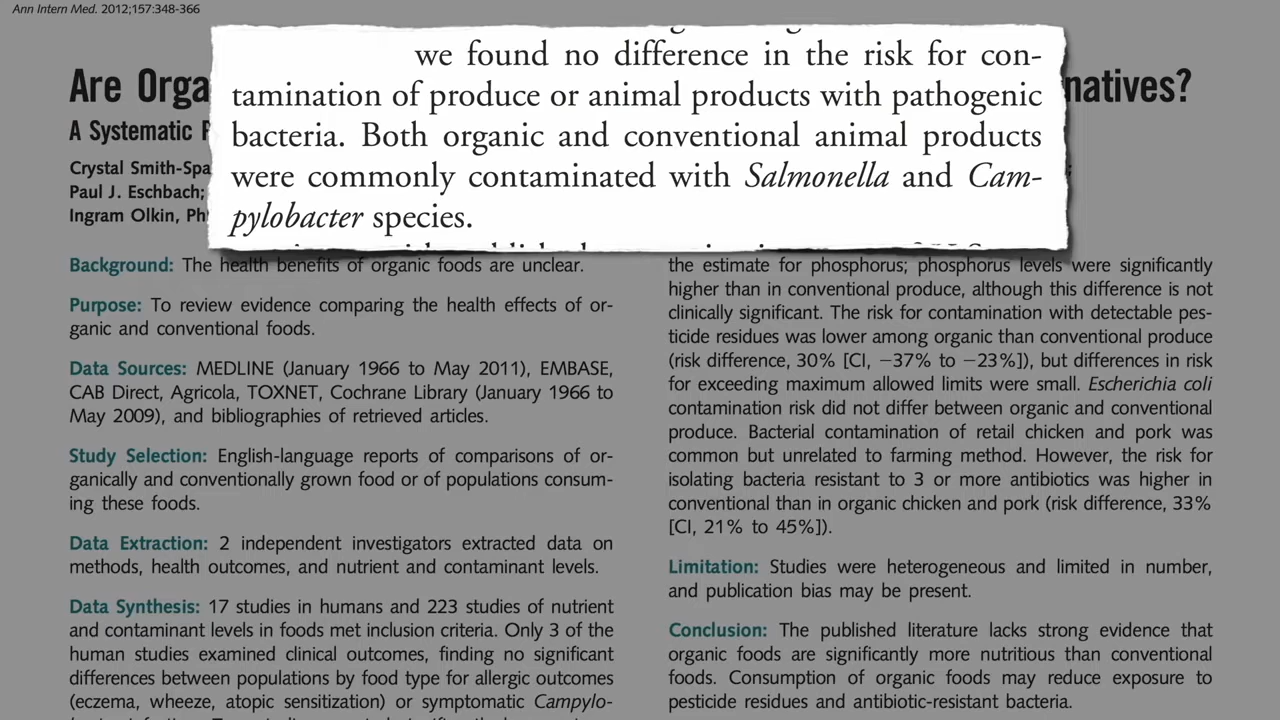 Ann Intern Med. 2012;157:348-366
we found no difference in the risk for con-
tamination of produce or animal products with pathogenic
bacteria. Both organic and conventional animal products
were commonly contaminated with Salmonella and Cam-
pylobacter species.
Are Orga natives?
A Systematic
Crystal Smith-Spa
Paul J. Eschbach;
Ingram Olkin, Ph
Background: The health benefits of organic foods are unclear.
Purpose: To review evidence comparing the health effects of or-
ganic and conventional foods.
Data Sources: MEDLINE (January 1966 to May 2011), EMBASE,
CAB Direct, Agricola, TOXNET, Cochrane Library (January 1966 to
May 2009), and bibliographies of retrieved articles.
Study Selection: English-language reports of comparisons of or-
ganically and conventionally grown food or of populations consum-
ing these foods.
Data Extraction: 2 independent investigators extracted data on
methods, health outcomes, and nutrient and contaminant levels.
Data Synthesis: 17 studies in humans and 223 studies of nutrient
and contaminant levels in foods met inclusion criteria. Only 3 of the
human studies examined clinical outcomes, finding no significant
differences between populations by food type for allergic outcomes
(eczema, wheeze, atopic sensitization) or symptomatic Campylo-
the estimate for phosphorus; phosphorus levels were significantly
higher than in conventional produce, although this difference is not
clinically significant. The risk for contamination with detectable pes-
ticide residues was lower among organic than conventional produce
(risk difference, 30% [CI, −37% to −23%]), but differences in risk
for exceeding maximum allowed limits were small. Escherichia coli
contamination risk did not differ between organic and conventional
produce. Bacterial contamination of retail chicken and pork was
common but unrelated to farming method. However, the risk for
isolating bacteria resistant to 3 or more antibiotics was higher in
conventional than in organic chicken and pork (risk difference, 33%
[CI, 21% to 45%]).
Limitation: Studies were heterogeneous and limited in number,
and publication bias may be present.
Conclusion: The published literature lacks strong evidence that
organic foods are significantly more nutritious than conventional
foods. Consumption of organic foods may reduce exposure to
pesticide residues and antibiotic-resistant bacteria.